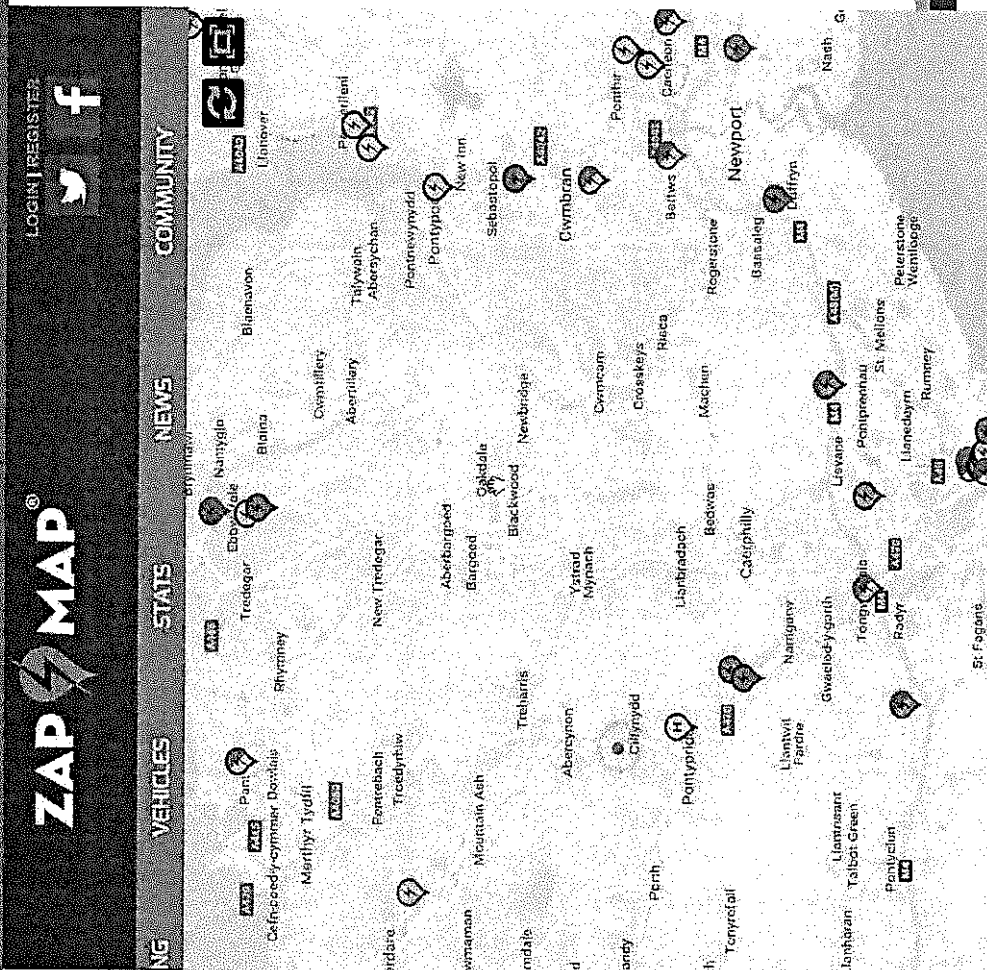 LOGIN | REGISTER
ZAP MAP®
NG VEHICLES STATS NEWS COMMUNITY
Llanover
Nantyglo
Blaenavon
Tredegar
Blaina
Pant
Rhymney
Cefn-coed-y-cymmer Dowlais
Merthyr Tydfil
Cwmtillery
Abertillery
Talywain
Abersychan
Pontnewynydd
New Inn
Pentrebach
Troedyrhiw
New Tredegar
Aberbargoed
Bargoed
Oakdale
Blackwood
Newbridge
Sebastopol
Mountain Ash
Treharris
Abercynon
Ystrad
Mynach
Cwmcarn
Cwmbran
Ponthir
Cilfynydd
Crosskeys
Risca
Caerleon
Bettws
Porth
Pontypridd
Llanbradach
Bedwas
Machen
Rogerstone
Newport
Tonyrefail
Caerphilly
Bassaleg
Duffryn
Nantgarw
Llantwit
Fardre
Gwaelod-y-garth
Nash
Llantrisant
Talbot Green
Lisvane
Pontprennau
St. Mellons
Pontyclun
Radyr
Llanedeyrn
Rumney
Peterstone
Wentlooge
St Fagans
M4